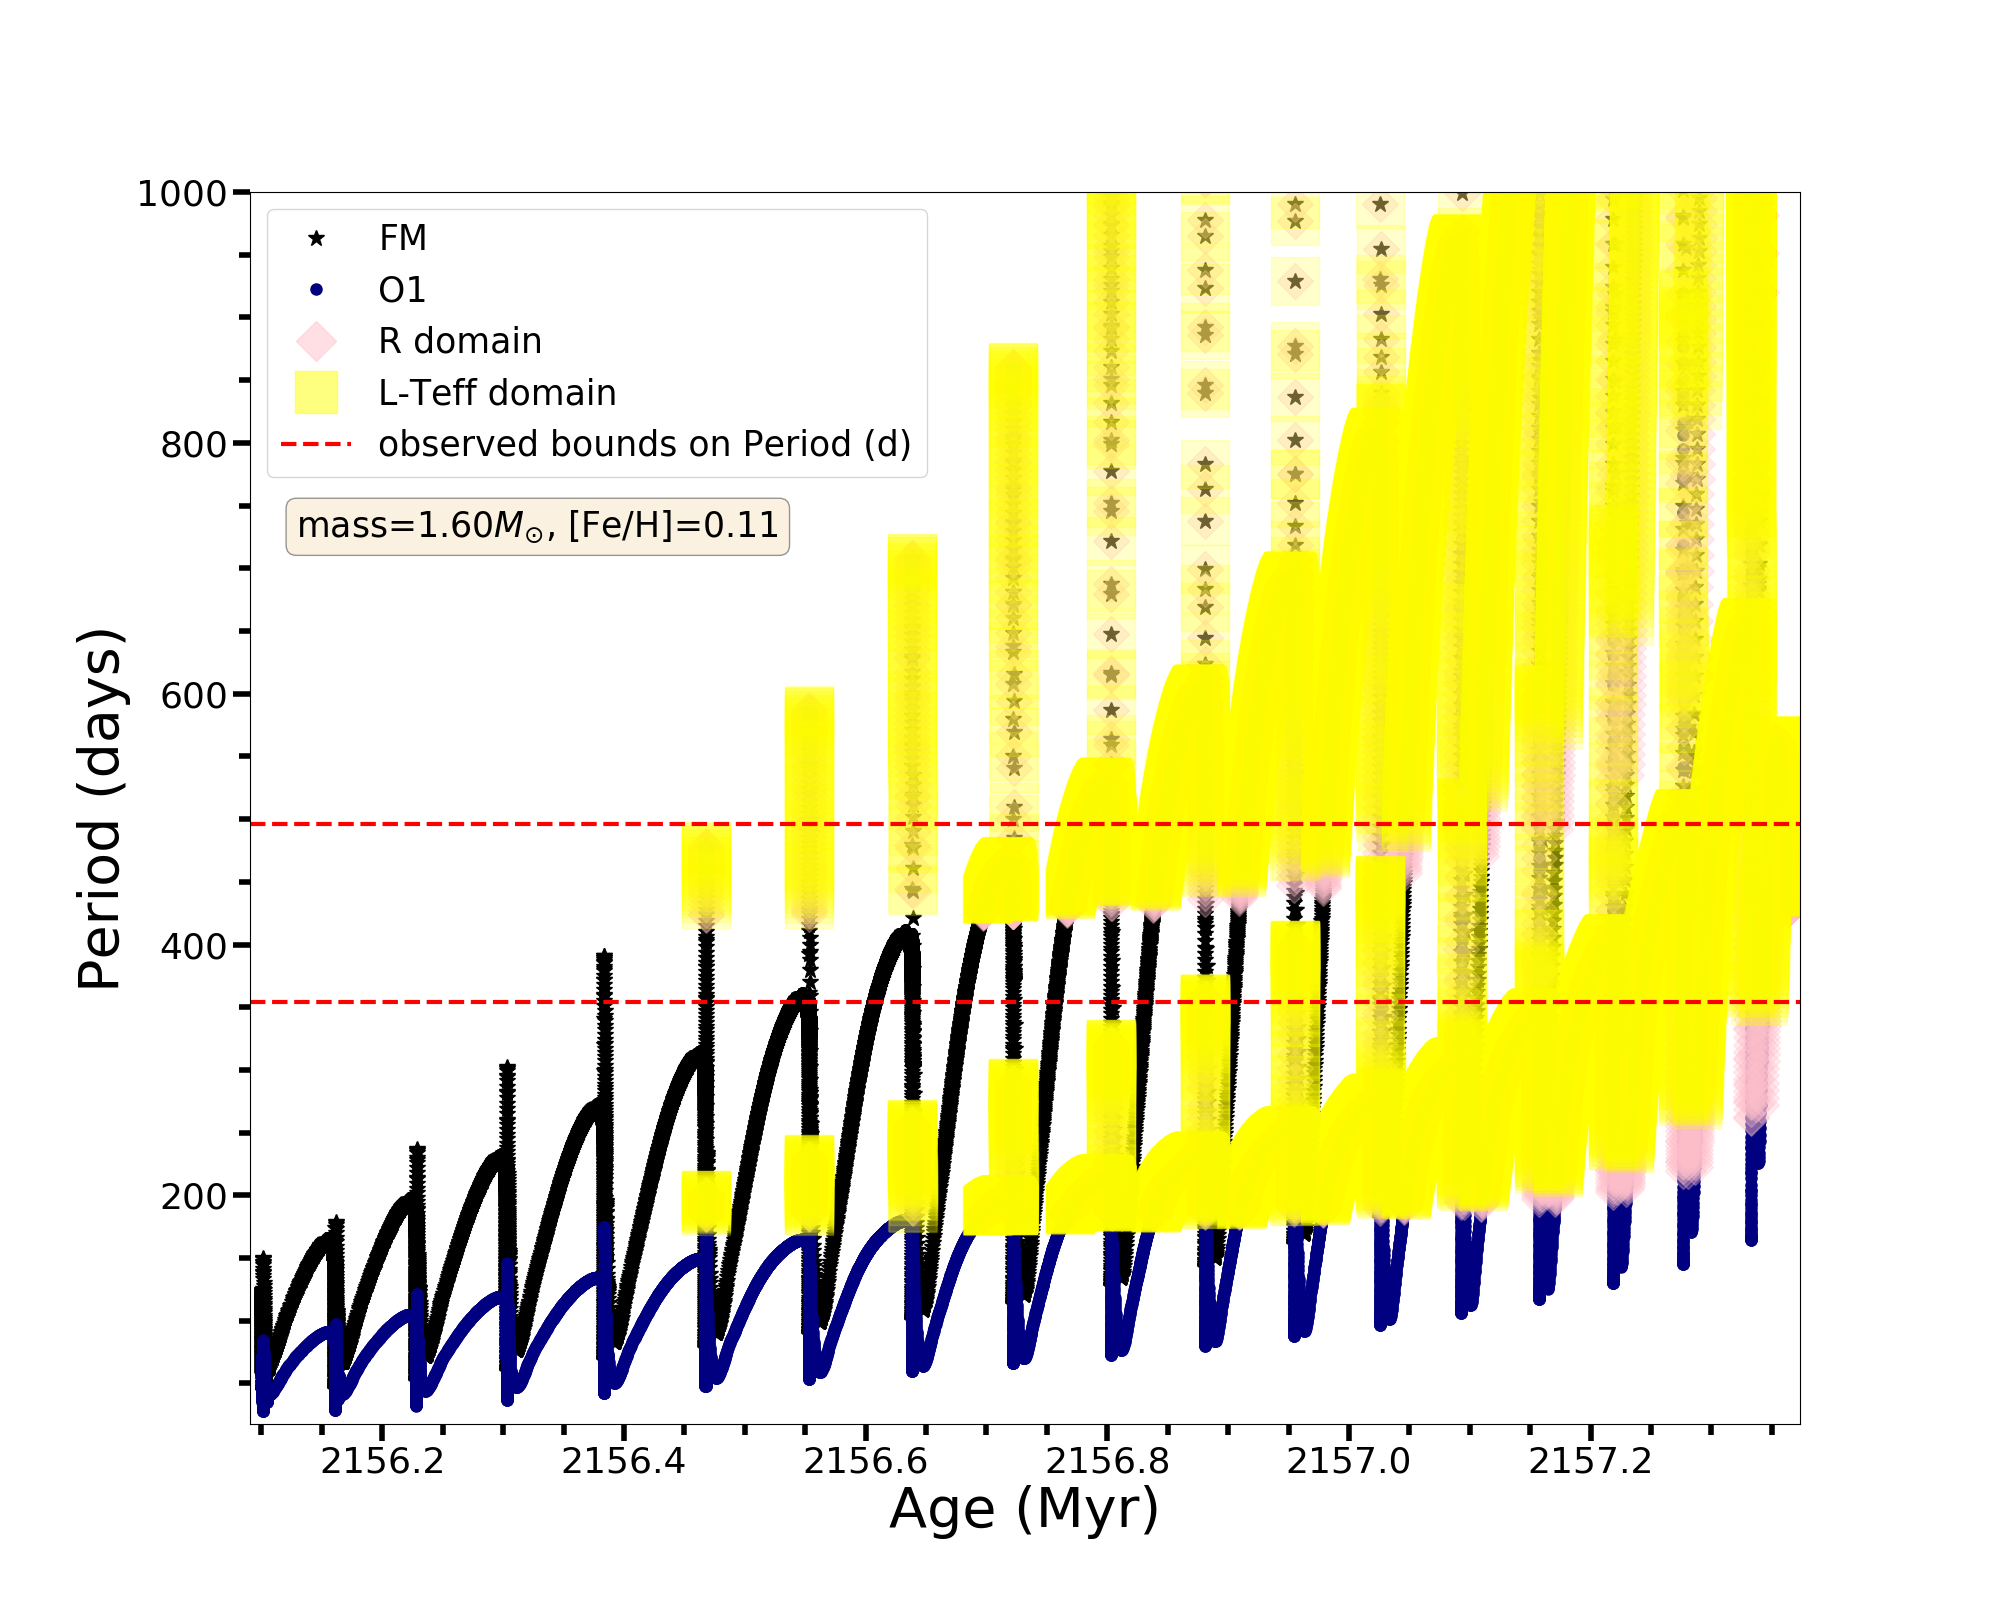 1000
800
600
400
200
Period (days)
FM
O1
R domain
L-Teff domain
observed bounds on Period (d)
mass=1.60M⊙, [Fe/H]=0.11
2156.2 2156.4 2156.6 2156.8 2157.0 2157.2
Age (Myr)